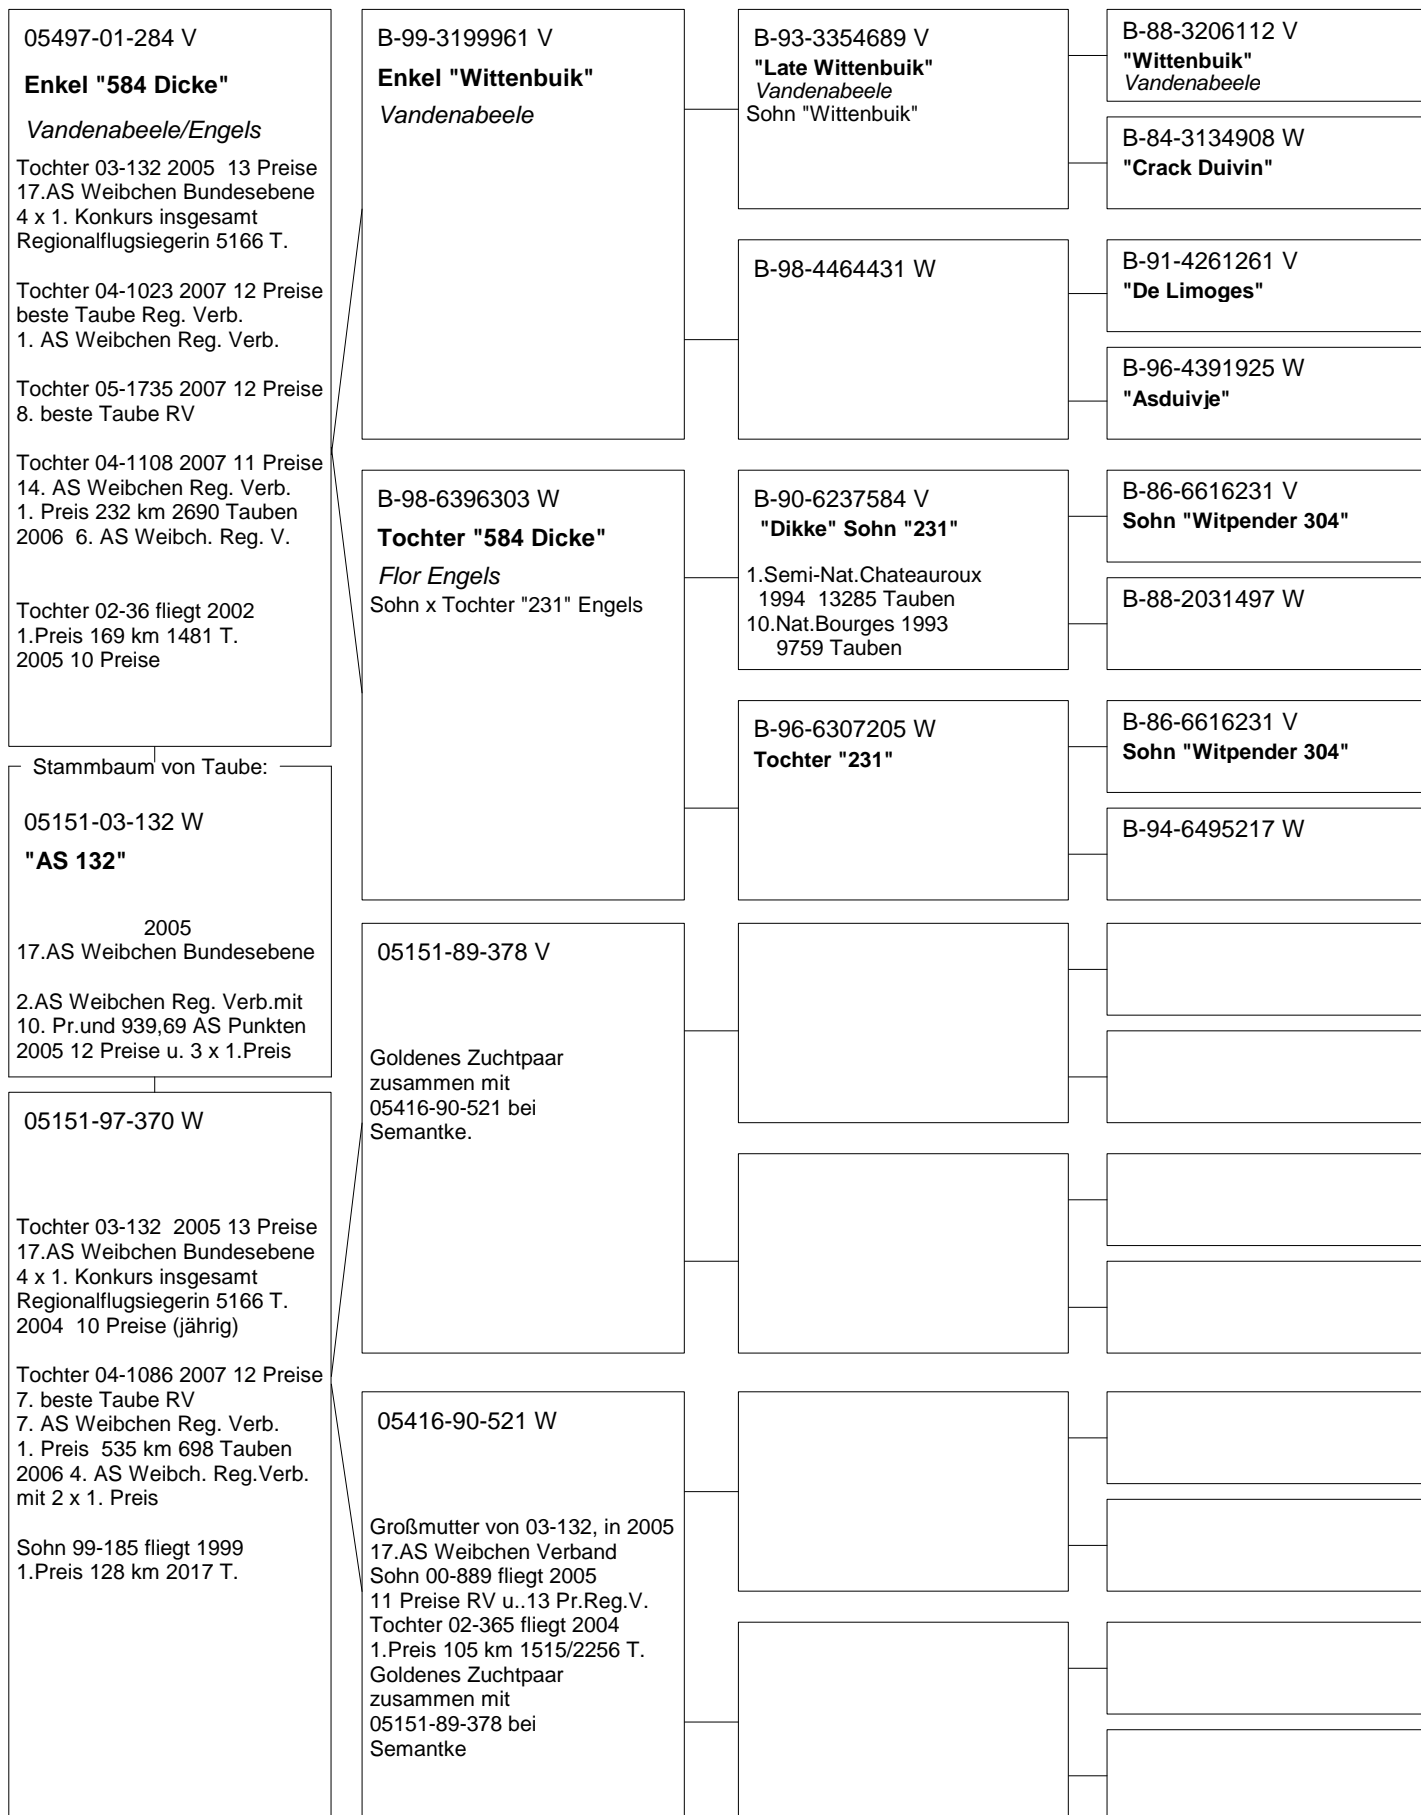 05497-01-284 V
Enkel "584 Dicke"
Vandenabeele/Engels
Tochter 03-132 2005 13 Preise
17.AS Weibchen Bundesebene
4 x 1. Konkurs insgesamt
Regionalflugsiegerin 5166 T.
Tochter 04-1023 2007 12 Preise
beste Taube Reg. Verb.
1. AS Weibchen Reg. Verb.
Tochter 05-1735 2007 12 Preise
8. beste Taube RV
Tochter 04-1108 2007 11 Preise
14. AS Weibchen Reg. Verb.
1. Preis 232 km 2690 Tauben
2006 6. AS Weibch. Reg. V.
Tochter 02-36 fliegt 2002
1.Preis 169 km 1481 T.
2005 10 Preise
Stammbaum von Taube:
05151-03-132 W
"AS 132"
2005
17.AS Weibchen Bundesebene
2.AS Weibchen Reg. Verb.mit
10. Pr.und 939,69 AS Punkten
2005 12 Preise u. 3 x 1.Preis
05151-97-370 W
Tochter 03-132 2005 13 Preise
17.AS Weibchen Bundesebene
4 x 1. Konkurs insgesamt
Regionalflugsiegerin 5166 T.
2004 10 Preise (jährig)
Tochter 04-1086 2007 12 Preise
7. beste Taube RV
7. AS Weibchen Reg. Verb.
1. Preis 535 km 698 Tauben
2006 4. AS Weibch. Reg.Verb.
mit 2 x 1. Preis
Sohn 99-185 fliegt 1999
1.Preis 128 km 2017 T.
B-99-3199961 V
Enkel "Wittenbuik"
Vandenabeele
B-98-6396303 W
Tochter "584 Dicke"
Flor Engels
Sohn x Tochter "231" Engels
05151-89-378 V
Goldenes Zuchtpaar
zusammen mit
05416-90-521 bei
Semantke.
05416-90-521 W
Großmutter von 03-132, in 2005
17.AS Weibchen Verband
Sohn 00-889 fliegt 2005
11 Preise RV u..13 Pr.Reg.V.
Tochter 02-365 fliegt 2004
1.Preis 105 km 1515/2256 T.
Goldenes Zuchtpaar
zusammen mit
05151-89-378 bei
Semantke
B-93-3354689 V
"Late Wittenbuik"
Vandenabeele
Sohn "Wittenbuik"
B-98-4464431 W
B-90-6237584 V
"Dikke" Sohn "231"
1.Semi-Nat.Chateauroux
1994 13285 Tauben
10.Nat.Bourges 1993
9759 Tauben
B-96-6307205 W
Tochter "231"
B-88-3206112 V
"Wittenbuik"
Vandenabeele
B-84-3134908 W
"Crack Duivin"
B-91-4261261 V
"De Limoges"
B-96-4391925 W
"Asduivje"
B-86-6616231 V
Sohn "Witpender 304"
B-88-2031497 W
B-86-6616231 V
Sohn "Witpender 304"
B-94-6495217 W